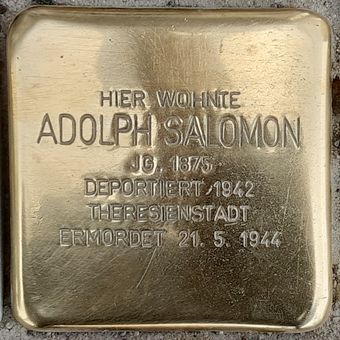 HIER WOHNTE
ADOLPH SALOMON
JG. 1875
DEPORTIERT 1942
THERESIENSTADT
ERMORDET 21. 5. 1944